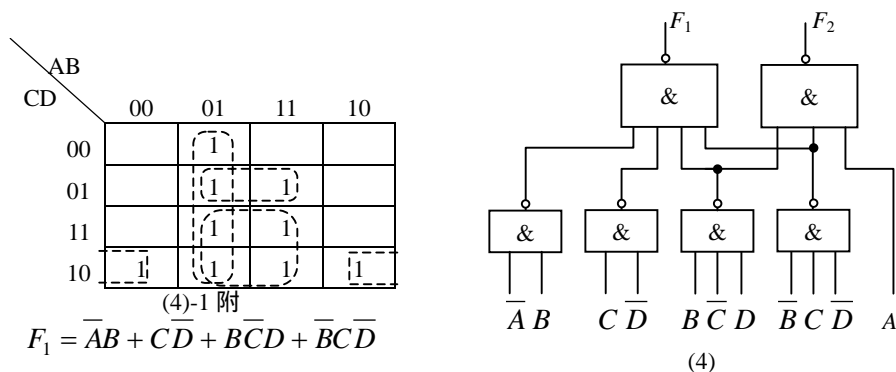 AB
CD
00 01 11 10
00 1
01 1 1
11 1 1
10 1 1 1 1
(4)-1 附
F₁ = A̅B + CD̅ + BC̅D + B̅CD̅
F₁ F₂
& &
& & & &
A̅ B C D̅ B C̅ D B̅ C D̅ A
(4)